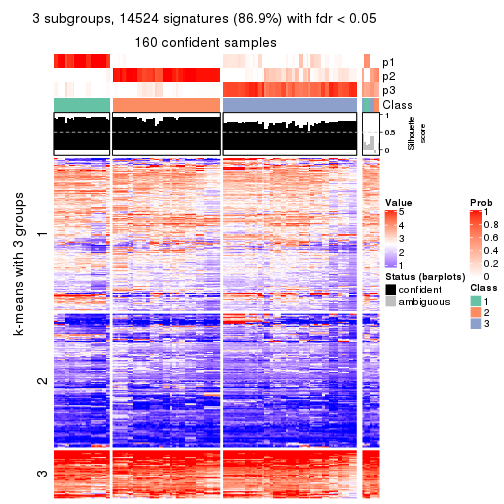 3 subgroups, 14524 signatures (86.9%) with fdr < 0.05
160 confident samples
p1
p2
p3
Class
1
0.5
0
Silhouette
score
k-means with 3 groups
1
2
3
Value
5
4
3
2
1
Status (barplots)
confident
ambiguous
Prob
1
0.8
0.6
0.4
0.2
0
Class
1
2
3